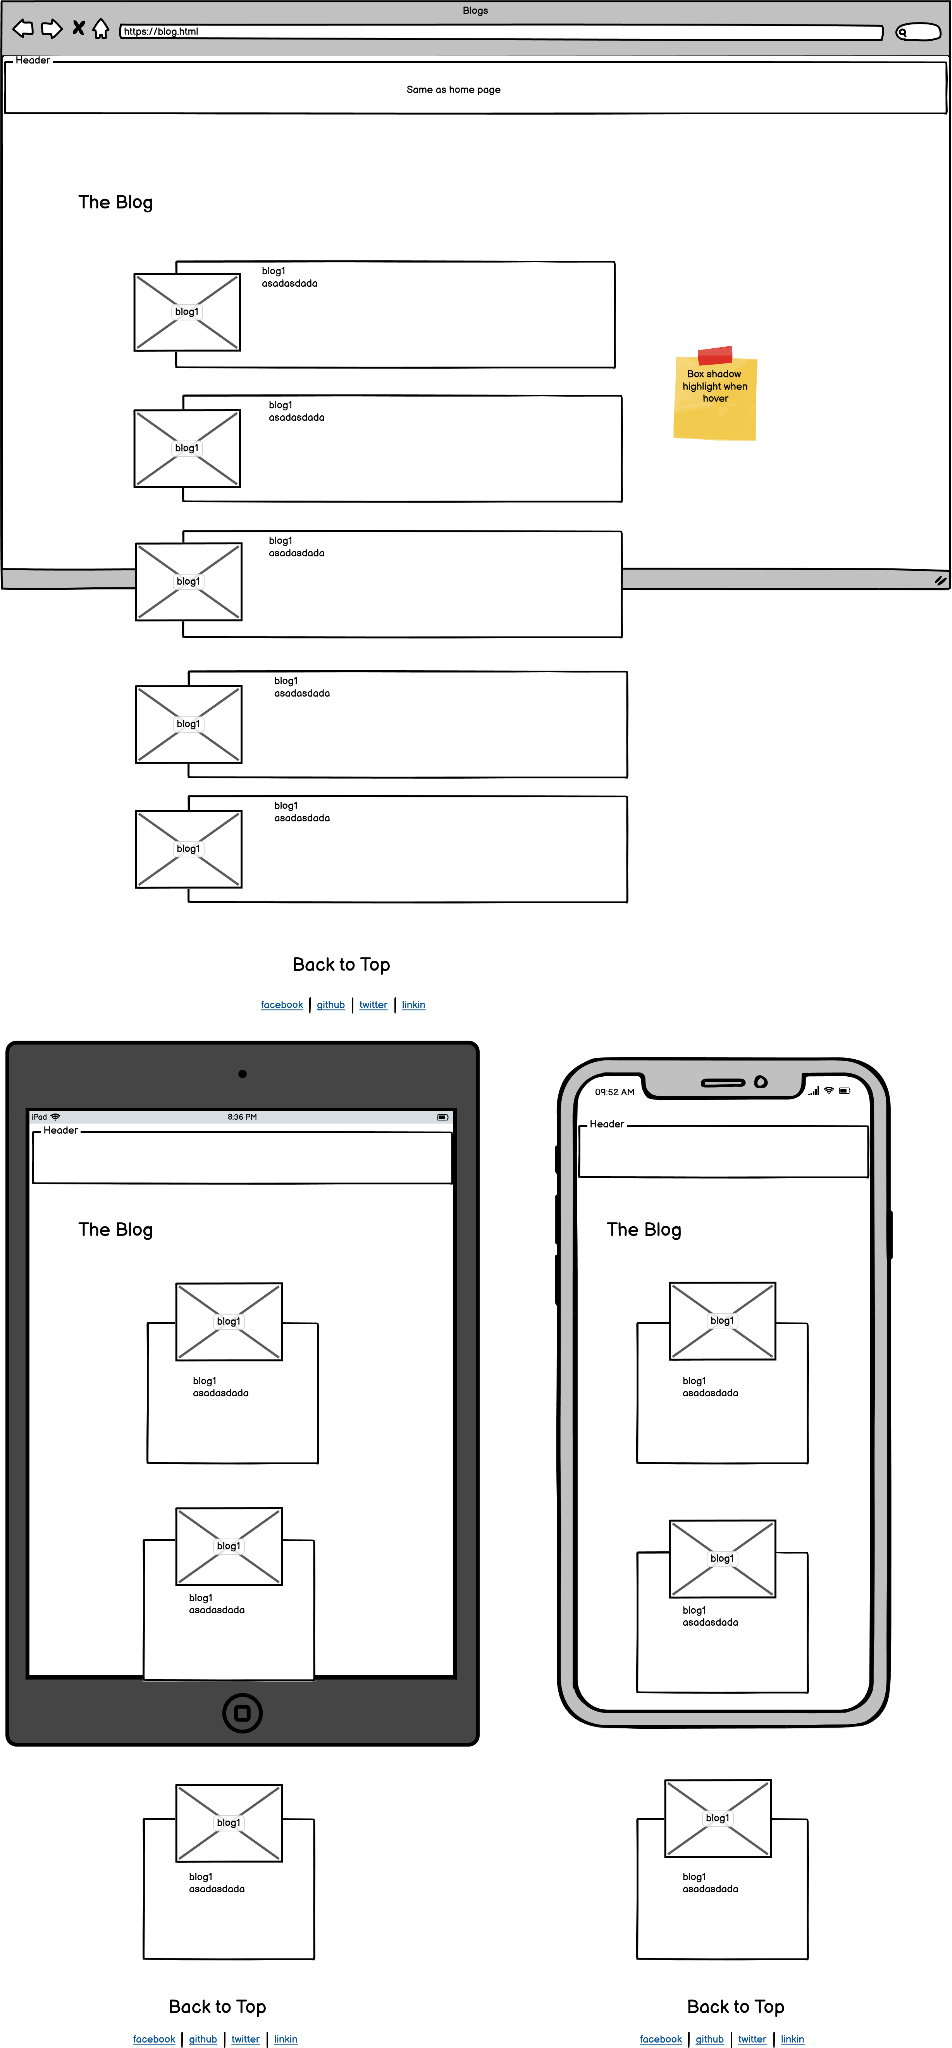 Blogs
https://blog.html
Header
Same as home page
The Blog
blog1
asadasdada
blog1
Box shadow
highlight when
hover
blog1
asadasdada
blog1
blog1
asadasdada
blog1
blog1
asadasdada
blog1
blog1
asadasdada
blog1
Back to Top
facebook | github | twitter | linkin
iPad 8:36 PM
Header
The Blog
blog1
blog1
asadasdada
blog1
blog1
asadasdada
blog1
blog1
asadasdada
Back to Top
facebook | github | twitter | linkin
09:52 AM
Header
The Blog
blog1
blog1
asadasdada
blog1
blog1
asadasdada
blog1
blog1
asadasdada
Back to Top
facebook | github | twitter | linkin